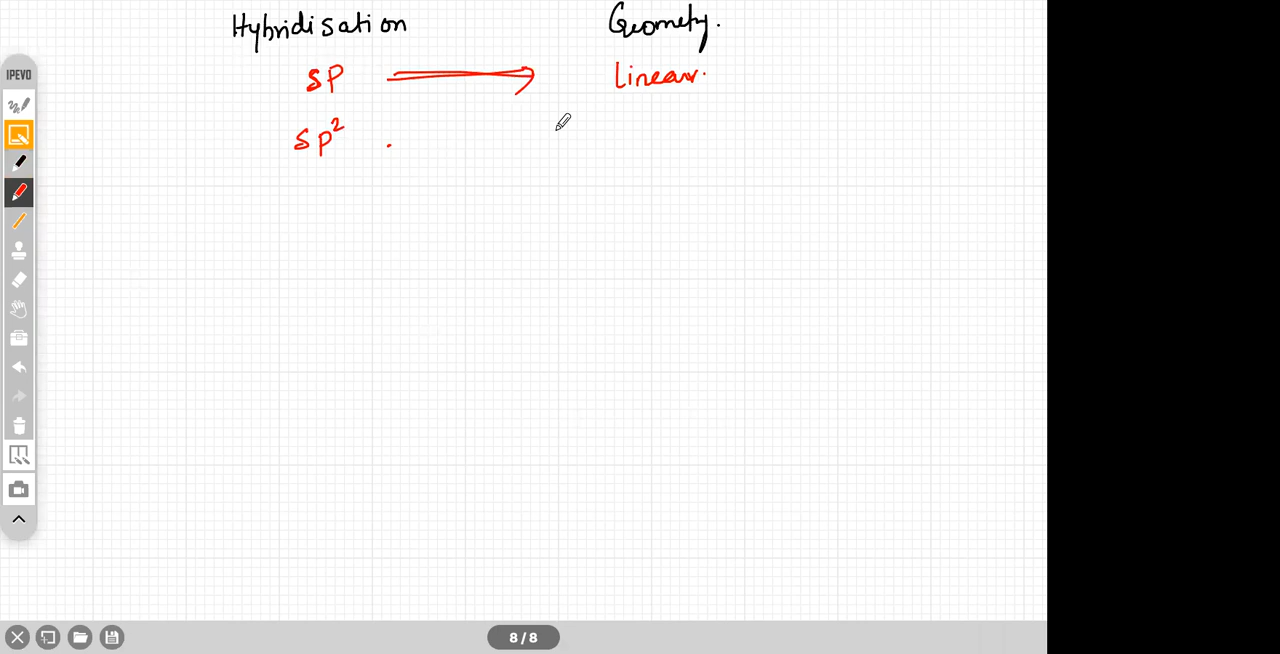 Hybridisation Geometry.
SP Linear.
IPEVO
SP² .
8 / 8